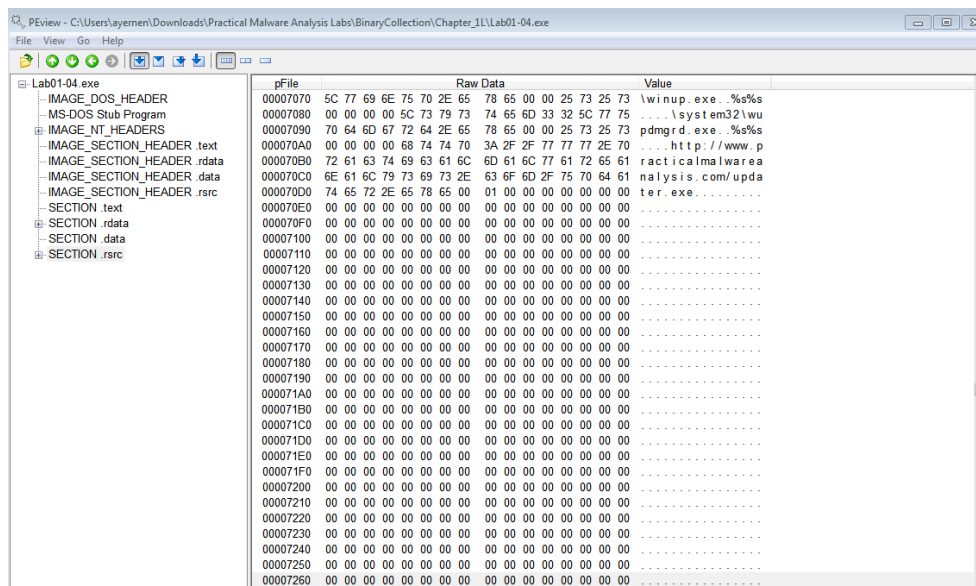 PEview - C:\Users\ayernen\Downloads\Practical Malware Analysis Labs\BinaryCollection\Chapter_1L\Lab01-04.exe
File View Go Help
Lab01-04.exe
IMAGE_DOS_HEADER
MS-DOS Stub Program
IMAGE_NT_HEADERS
IMAGE_SECTION_HEADER .text
IMAGE_SECTION_HEADER .rdata
IMAGE_SECTION_HEADER .data
IMAGE_SECTION_HEADER .rsrc
SECTION .text
SECTION .rdata
SECTION .data
SECTION .rsrc
pFile Raw Data Value
00007070 5C 77 69 6E 75 70 2E 65 78 65 00 00 25 73 25 73 \winup.exe..%s%s
00007080 00 00 00 00 5C 73 79 73 74 65 6D 33 32 5C 77 75 ....\system32\wu
00007090 70 64 6D 67 72 64 2E 65 78 65 00 00 25 73 25 73 pdmgrd.exe..%s%s
000070A0 00 00 00 00 68 74 74 70 3A 2F 2F 77 77 77 2E 70 ....http://www.p
000070B0 72 61 63 74 69 63 61 6C 6D 61 6C 77 61 72 65 61 racticalmalwarea
000070C0 6E 61 6C 79 73 69 73 2E 63 6F 6D 2F 75 70 64 61 nalysis.com/upda
000070D0 74 65 72 2E 65 78 65 00 01 00 00 00 00 00 00 00 ter.exe.........
000070E0 00 00 00 00 00 00 00 00 00 00 00 00 00 00 00 00 ................
000070F0 00 00 00 00 00 00 00 00 00 00 00 00 00 00 00 00 ................
00007100 00 00 00 00 00 00 00 00 00 00 00 00 00 00 00 00 ................
00007110 00 00 00 00 00 00 00 00 00 00 00 00 00 00 00 00 ................
00007120 00 00 00 00 00 00 00 00 00 00 00 00 00 00 00 00 ................
00007130 00 00 00 00 00 00 00 00 00 00 00 00 00 00 00 00 ................
00007140 00 00 00 00 00 00 00 00 00 00 00 00 00 00 00 00 ................
00007150 00 00 00 00 00 00 00 00 00 00 00 00 00 00 00 00 ................
00007160 00 00 00 00 00 00 00 00 00 00 00 00 00 00 00 00 ................
00007170 00 00 00 00 00 00 00 00 00 00 00 00 00 00 00 00 ................
00007180 00 00 00 00 00 00 00 00 00 00 00 00 00 00 00 00 ................
00007190 00 00 00 00 00 00 00 00 00 00 00 00 00 00 00 00 ................
000071A0 00 00 00 00 00 00 00 00 00 00 00 00 00 00 00 00 ................
000071B0 00 00 00 00 00 00 00 00 00 00 00 00 00 00 00 00 ................
000071C0 00 00 00 00 00 00 00 00 00 00 00 00 00 00 00 00 ................
000071D0 00 00 00 00 00 00 00 00 00 00 00 00 00 00 00 00 ................
000071E0 00 00 00 00 00 00 00 00 00 00 00 00 00 00 00 00 ................
000071F0 00 00 00 00 00 00 00 00 00 00 00 00 00 00 00 00 ................
00007200 00 00 00 00 00 00 00 00 00 00 00 00 00 00 00 00 ................
00007210 00 00 00 00 00 00 00 00 00 00 00 00 00 00 00 00 ................
00007220 00 00 00 00 00 00 00 00 00 00 00 00 00 00 00 00 ................
00007230 00 00 00 00 00 00 00 00 00 00 00 00 00 00 00 00 ................
00007240 00 00 00 00 00 00 00 00 00 00 00 00 00 00 00 00 ................
00007250 00 00 00 00 00 00 00 00 00 00 00 00 00 00 00 00 ................
00007260 00 00 00 00 00 00 00 00 00 00 00 00 00 00 00 00 ................